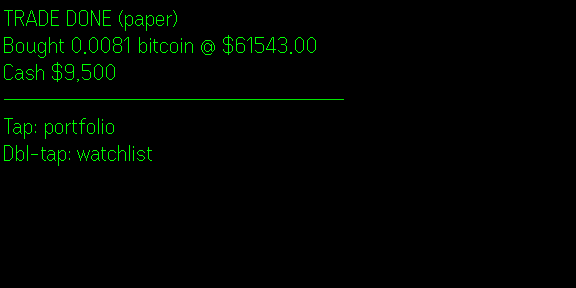 TRADE DONE (paper)
Bought 0.0081 bitcoin @ $61543.00
Cash $9,500
Tap: portfolio
Dbl-tap: watchlist